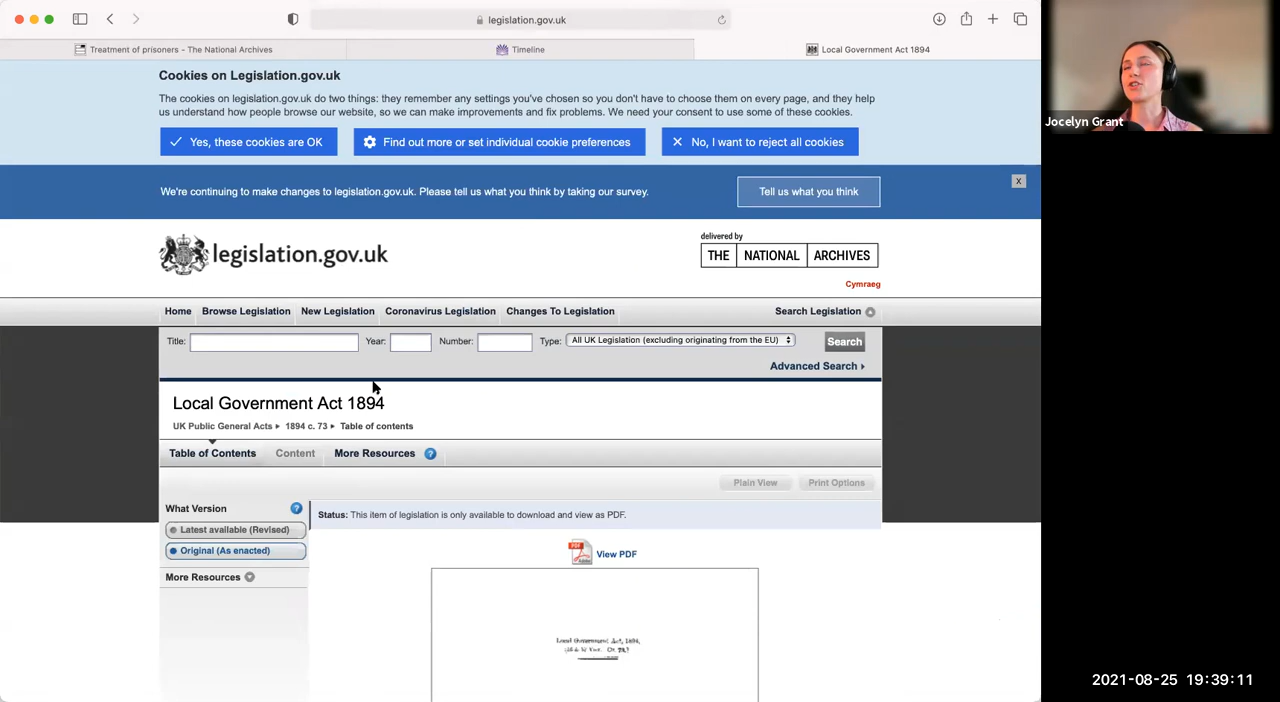 legislation.gov.uk
Treatment of prisoners - The National Archives
Timeline
Local Government Act 1894
Jocelyn Grant
Cookies on Legislation.gov.uk
The cookies on legislation.gov.uk do two things: they remember any settings you've chosen so you don't have to choose them on every page, and they help
us understand how people browse our website, so we can make improvements and fix problems. We need your consent to use some of these cookies.
Yes, these cookies are OK
Find out more or set individual cookie preferences
No, I want to reject all cookies
We're continuing to make changes to legislation.gov.uk. Please tell us what you think by taking our survey.
Tell us what you think
X
legislation.gov.uk
delivered by
THE NATIONAL ARCHIVES
Cymraeg
Home Browse Legislation New Legislation Coronavirus Legislation Changes To Legislation Search Legislation
Title: Year: Number: Type: All UK Legislation (excluding originating from the EU) Search
Advanced Search
Local Government Act 1894
UK Public General Acts 1894 c. 73 Table of contents
Table of Contents Content More Resources ?
Plain View Print Options
What Version ?
Latest available (Revised)
Original (As enacted)
More Resources
Status: This item of legislation is only available to download and view as PDF.
View PDF
Local Government Act, 1894,
2021-08-25 19:39:11